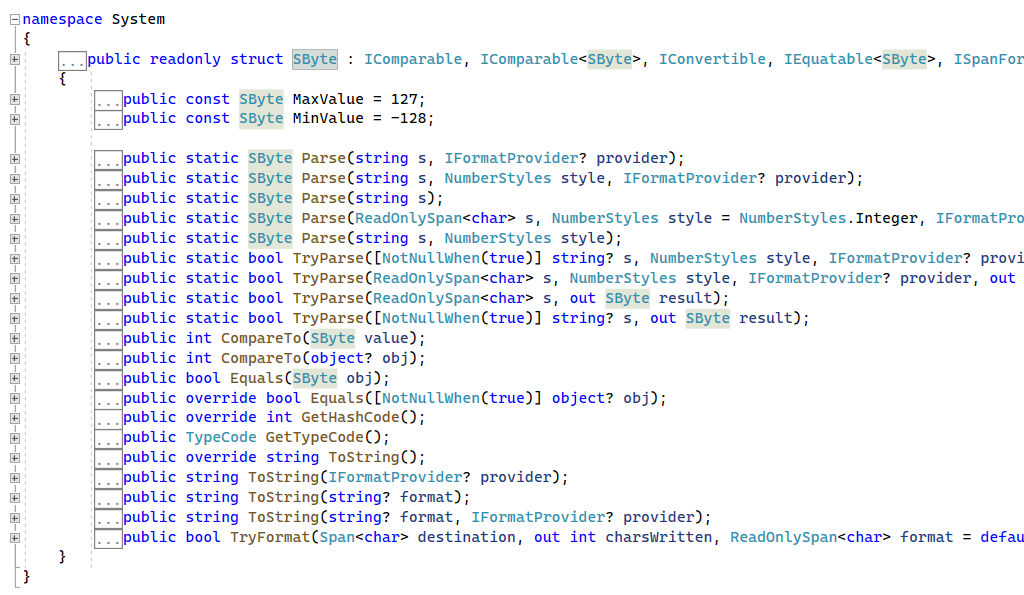 namespace System
{
...public readonly struct SByte : IComparable, IComparable<SByte>, IConvertible, IEquatable<SByte>, ISpanFor
{
...public const SByte MaxValue = 127;
...public const SByte MinValue = -128;
...public static SByte Parse(string s, IFormatProvider? provider);
...public static SByte Parse(string s, NumberStyles style, IFormatProvider? provider);
...public static SByte Parse(string s);
...public static SByte Parse(ReadOnlySpan<char> s, NumberStyles style = NumberStyles.Integer, IFormatPro
...public static SByte Parse(string s, NumberStyles style);
...public static bool TryParse([NotNullWhen(true)] string? s, NumberStyles style, IFormatProvider? provi
...public static bool TryParse(ReadOnlySpan<char> s, NumberStyles style, IFormatProvider? provider, out
...public static bool TryParse(ReadOnlySpan<char> s, out SByte result);
...public static bool TryParse([NotNullWhen(true)] string? s, out SByte result);
...public int CompareTo(SByte value);
...public int CompareTo(object? obj);
...public bool Equals(SByte obj);
...public override bool Equals([NotNullWhen(true)] object? obj);
...public override int GetHashCode();
...public TypeCode GetTypeCode();
...public override string ToString();
...public string ToString(IFormatProvider? provider);
...public string ToString(string? format);
...public string ToString(string? format, IFormatProvider? provider);
...public bool TryFormat(Span<char> destination, out int charsWritten, ReadOnlySpan<char> format = defau
}
}